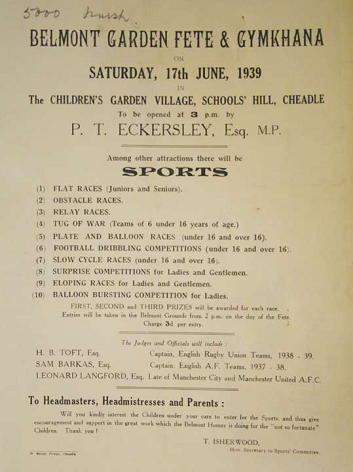 5000
BELMONT GARDEN FETE & GYMKHANA
ON
SATURDAY, 17th JUNE, 1939
IN
The CHILDREN'S GARDEN VILLAGE, SCHOOLS' HILL, CHEADLE
To be opened at 3 p.m. by
P. T. ECKERSLEY, Esq. M.P.
Among other attractions there will be
SPORTS
(1) FLAT RACES (Juniors and Seniors).
(2) OBSTACLE RACES.
(3) RELAY RACES.
(4) TUG OF WAR (Teams of 6 under 16 years of age.)
(5) PLATE AND BALLOON RACES (under 16 and over 16).
(6) FOOTBALL DRIBBLING COMPETITIONS (under 16 and over 16).
(7) SLOW CYCLE RACES (under 16 and over 16).
(8) SURPRISE COMPETITIONS for Ladies and Gentlemen.
(9) ELOPING RACES for Ladies and Gentlemen.
(10) BALLOON BURSTING COMPETITION for Ladies.
FIRST, SECOND and THIRD PRIZES will be awarded for each race.
Entries will be taken in the Belmont Grounds from 2 p.m. on the day of the Fete.
Charge 3d per entry.
The Judges and Officials will include :
H. B. TOFT, Esq. Captain, English Rugby Union Teams, 1938 - 39.
SAM BARKAS, Esq. Captain, English A.F. Teams, 1937 - 38.
LEONARD LANGFORD, Esq. Late of Manchester City and Manchester United A.F.C.
To Headmasters, Headmistresses and Parents :
Will you kindly interest the Children under your care to enter for the Sports, and thus give
encouragement and support in the great work which the Belmont Homes is doing for the "not so fortunate"
Children. Thank you !
T. ISHERWOOD,
Hon. Secretary to Sports' Committee.